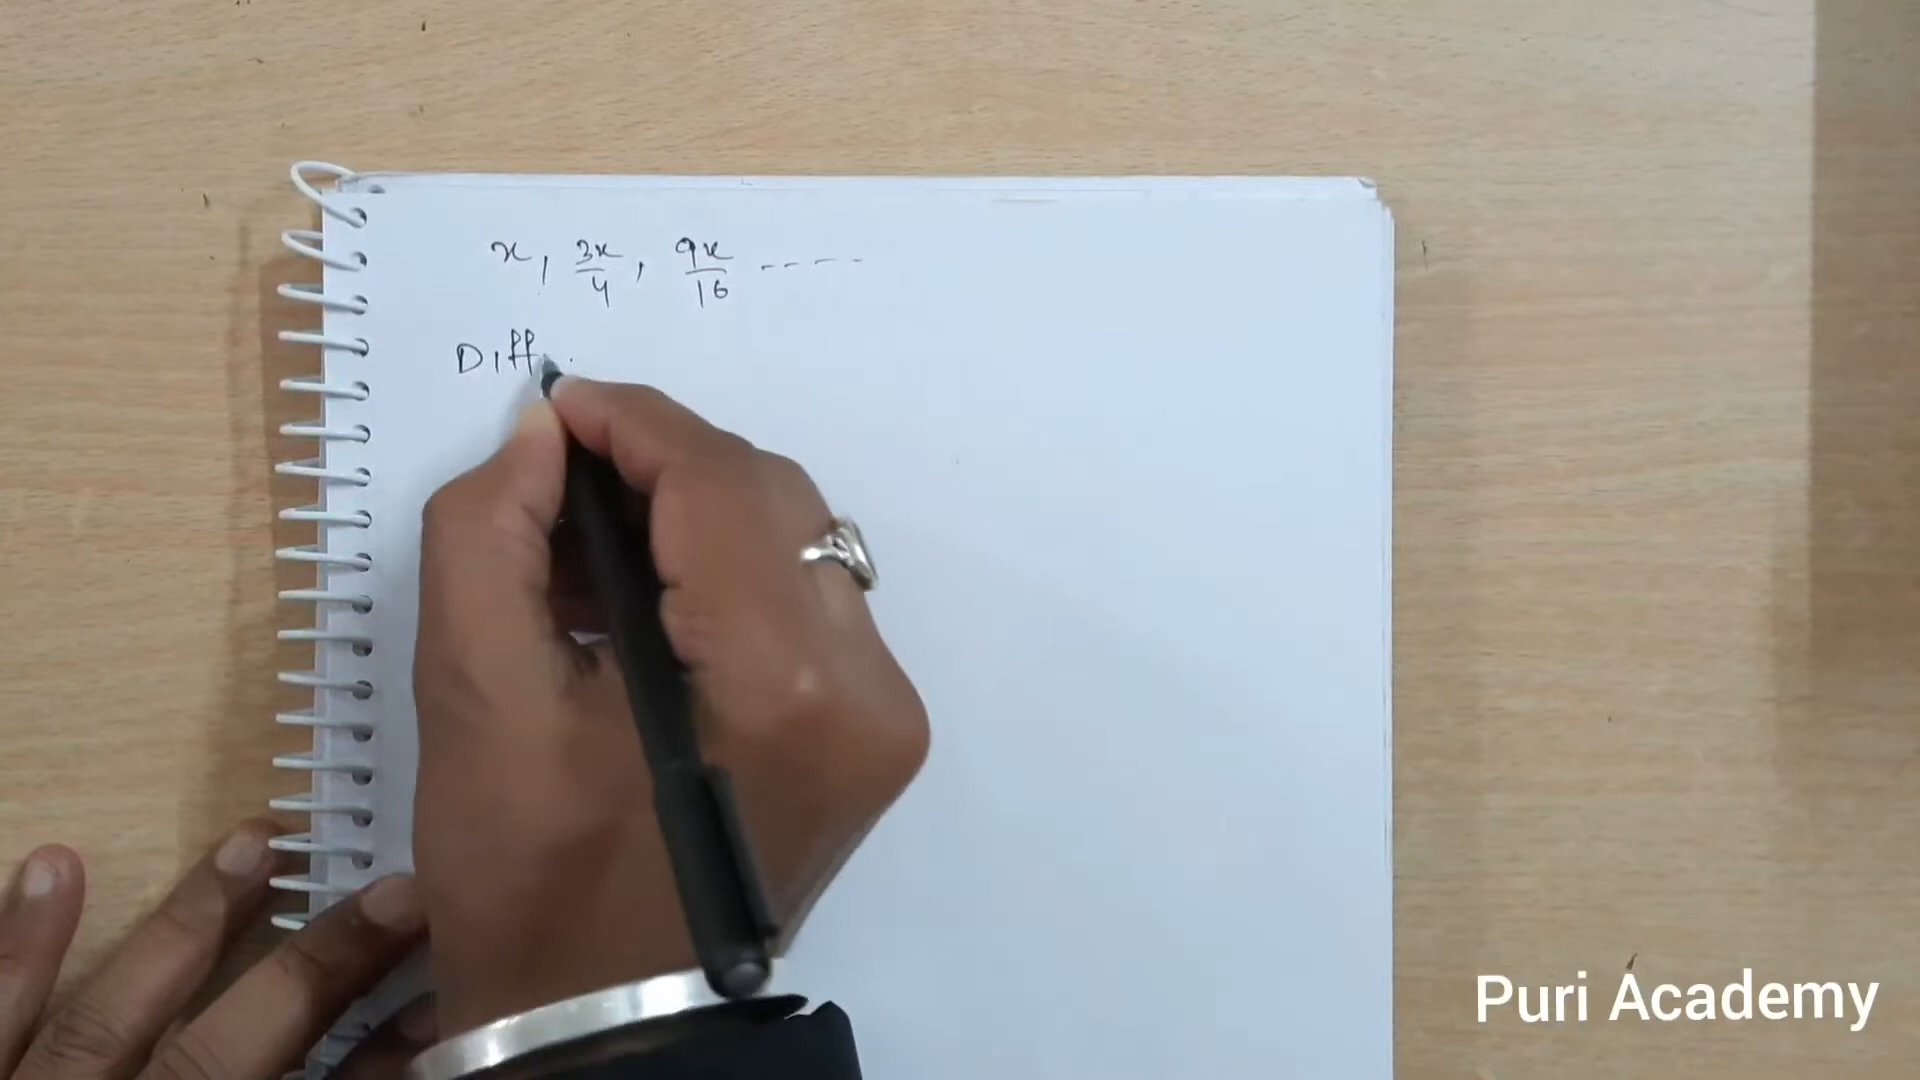 x, 3x/4, 9x/16 ----
Diff
Puri Academy